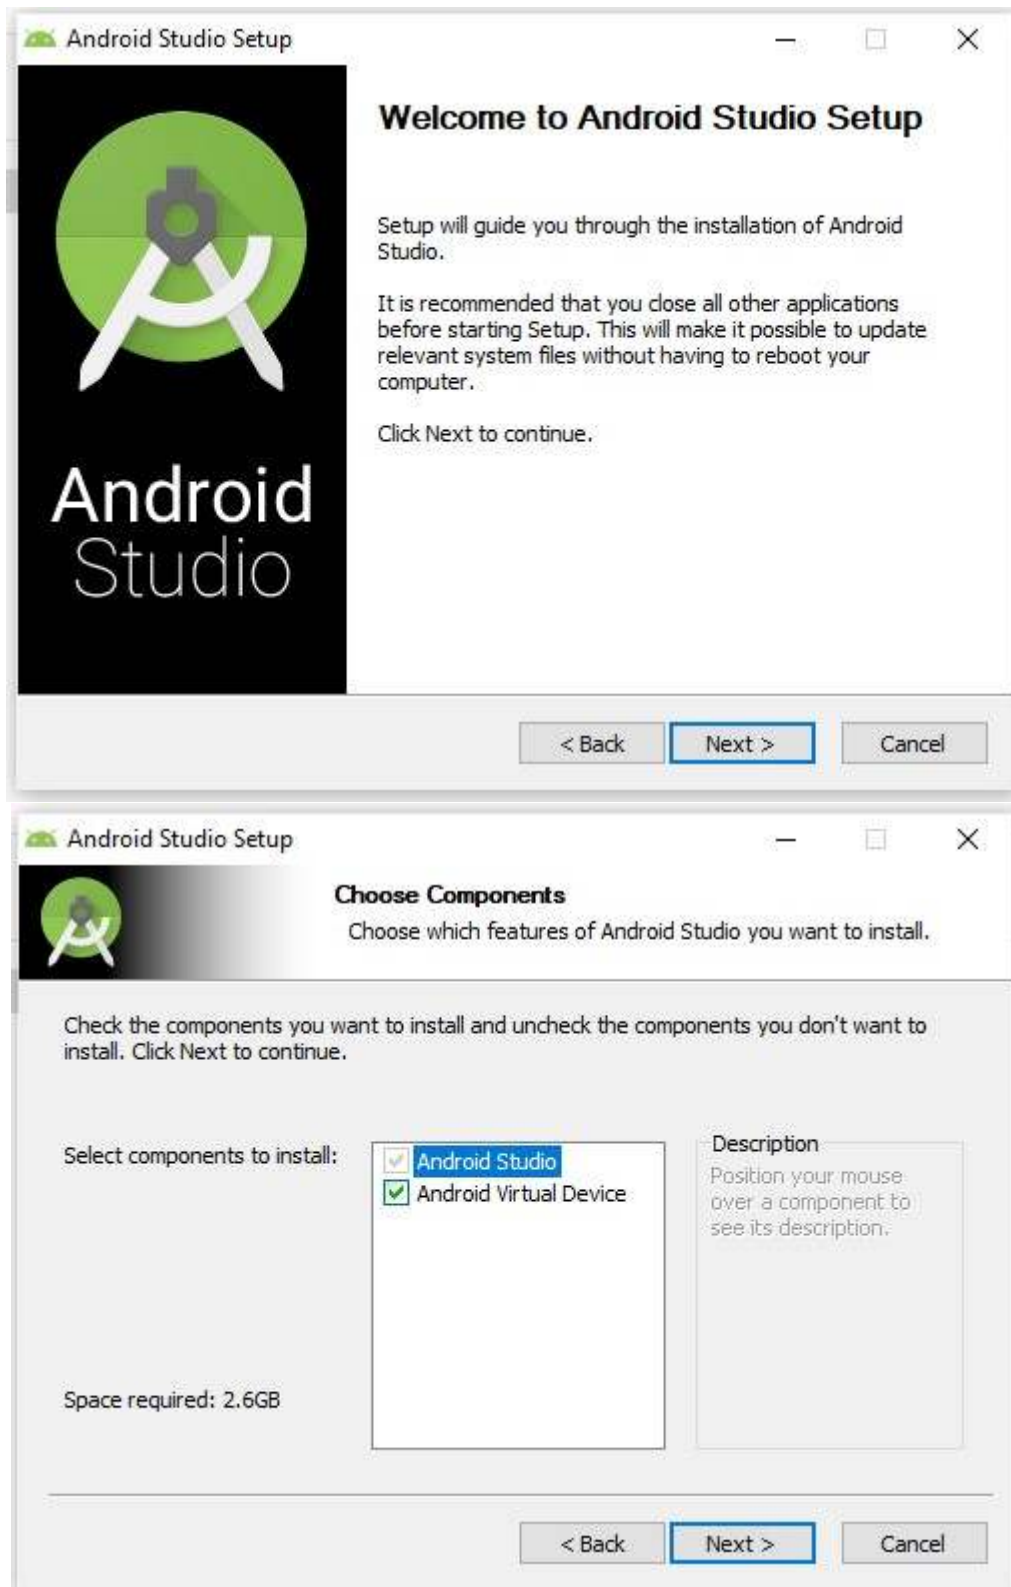 Android Studio Setup
Welcome to Android Studio Setup
Setup will guide you through the installation of Android
Studio.
It is recommended that you close all other applications
before starting Setup. This will make it possible to update
relevant system files without having to reboot your
computer.
Click Next to continue.
Android
Studio
< Back
Next >
Cancel
Android Studio Setup
Choose Components
Choose which features of Android Studio you want to install.
Check the components you want to install and uncheck the components you don't want to
install. Click Next to continue.
Select components to install:
Android Studio
Android Virtual Device
Description
Position your mouse
over a component to
see its description.
Space required: 2.6GB
< Back
Next >
Cancel